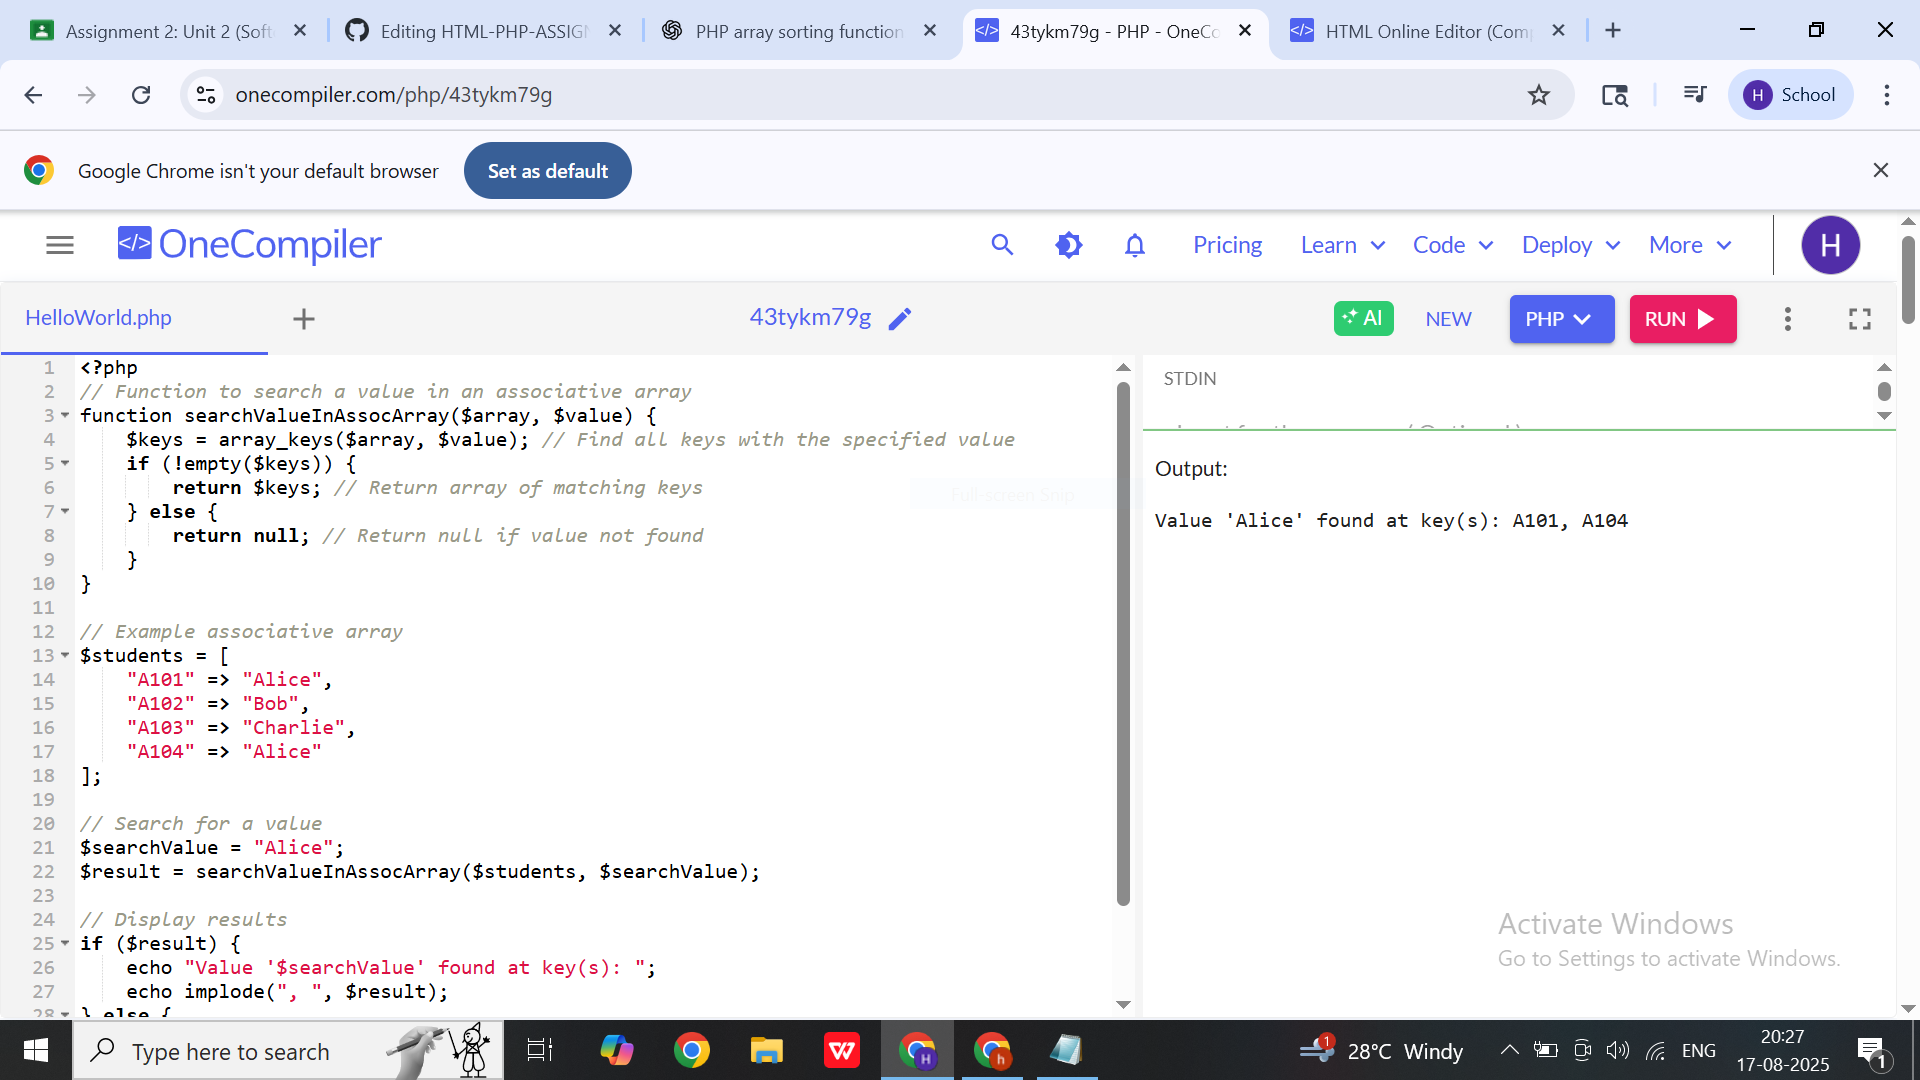 Assignment 2: Unit 2 (Soft
Editing HTML-PHP-ASSIGN
PHP array sorting function
43tykm79g - PHP - OneCo
HTML Online Editor (Com
onecompiler.com/php/43tykm79g
H School
Google Chrome isn't your default browser
Set as default
</> OneCompiler
Pricing
Learn
Code
Deploy
More
H
HelloWorld.php
43tykm79g
AI
NEW
PHP
RUN
1 <?php
2 // Function to search a value in an associative array
3 function searchValueInAssocArray($array, $value) {
4 $keys = array_keys($array, $value); // Find all keys with the specified value
5 if (!empty($keys)) {
6 return $keys; // Return array of matching keys
7 } else {
8 return null; // Return null if value not found
9 }
10 }
11
12 // Example associative array
13 $students = [
14 "A101" => "Alice",
15 "A102" => "Bob",
16 "A103" => "Charlie",
17 "A104" => "Alice"
18 ];
19
20 // Search for a value
21 $searchValue = "Alice";
22 $result = searchValueInAssocArray($students, $searchValue);
23
24 // Display results
25 if ($result) {
26 echo "Value '$searchValue' found at key(s): ";
27 echo implode(", ", $result);
28 } else {
Full-screen Snip
STDIN
Output:
Value 'Alice' found at key(s): A101, A104
Activate Windows
Go to Settings to activate Windows.
Type here to search
W
H
h
1
28°C Windy
ENG
20:27
17-08-2025
1